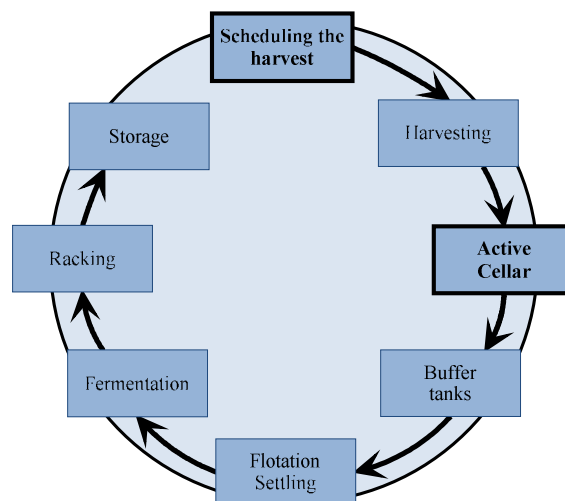 Scheduling the
harvest
Harvesting
Active
Cellar
Buffer
tanks
Flotation
Settling
Fermentation
Racking
Storage